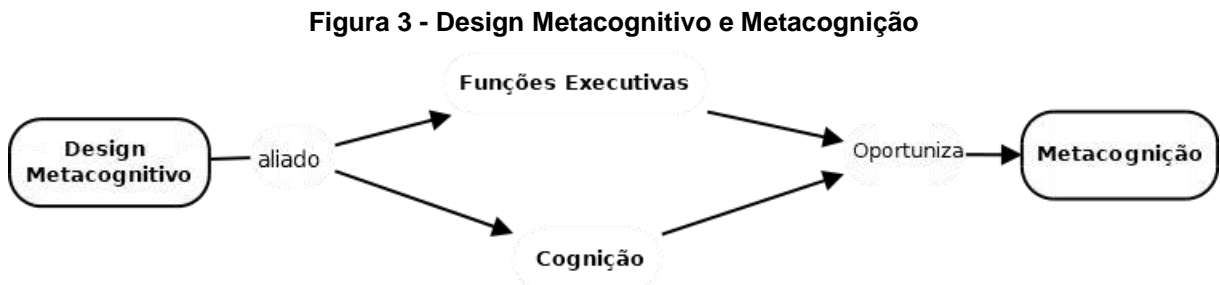 Figura 3 - Design Metacognitivo e Metacognição
Funções Executivas
Design
Metacognitivo
aliado
Oportuniza
Metacognição
Cognição